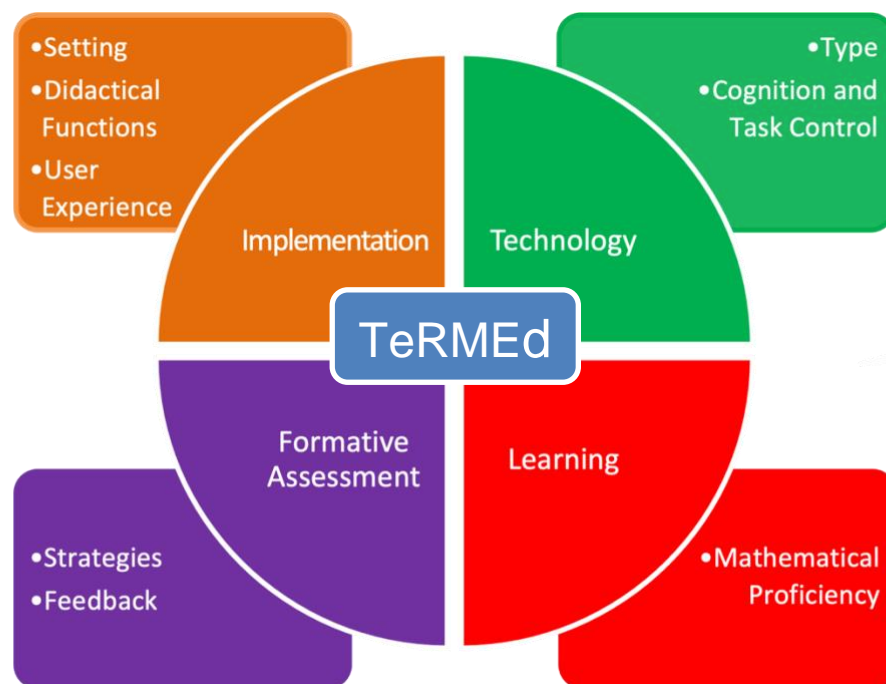 •Setting
•Didactical
Functions
•User
Experience
•Type
•Cognition and
Task Control
Implementation
Technology
TeRMEd
Formative
Assessment
Learning
•Strategies
•Feedback
•Mathematical
Proficiency